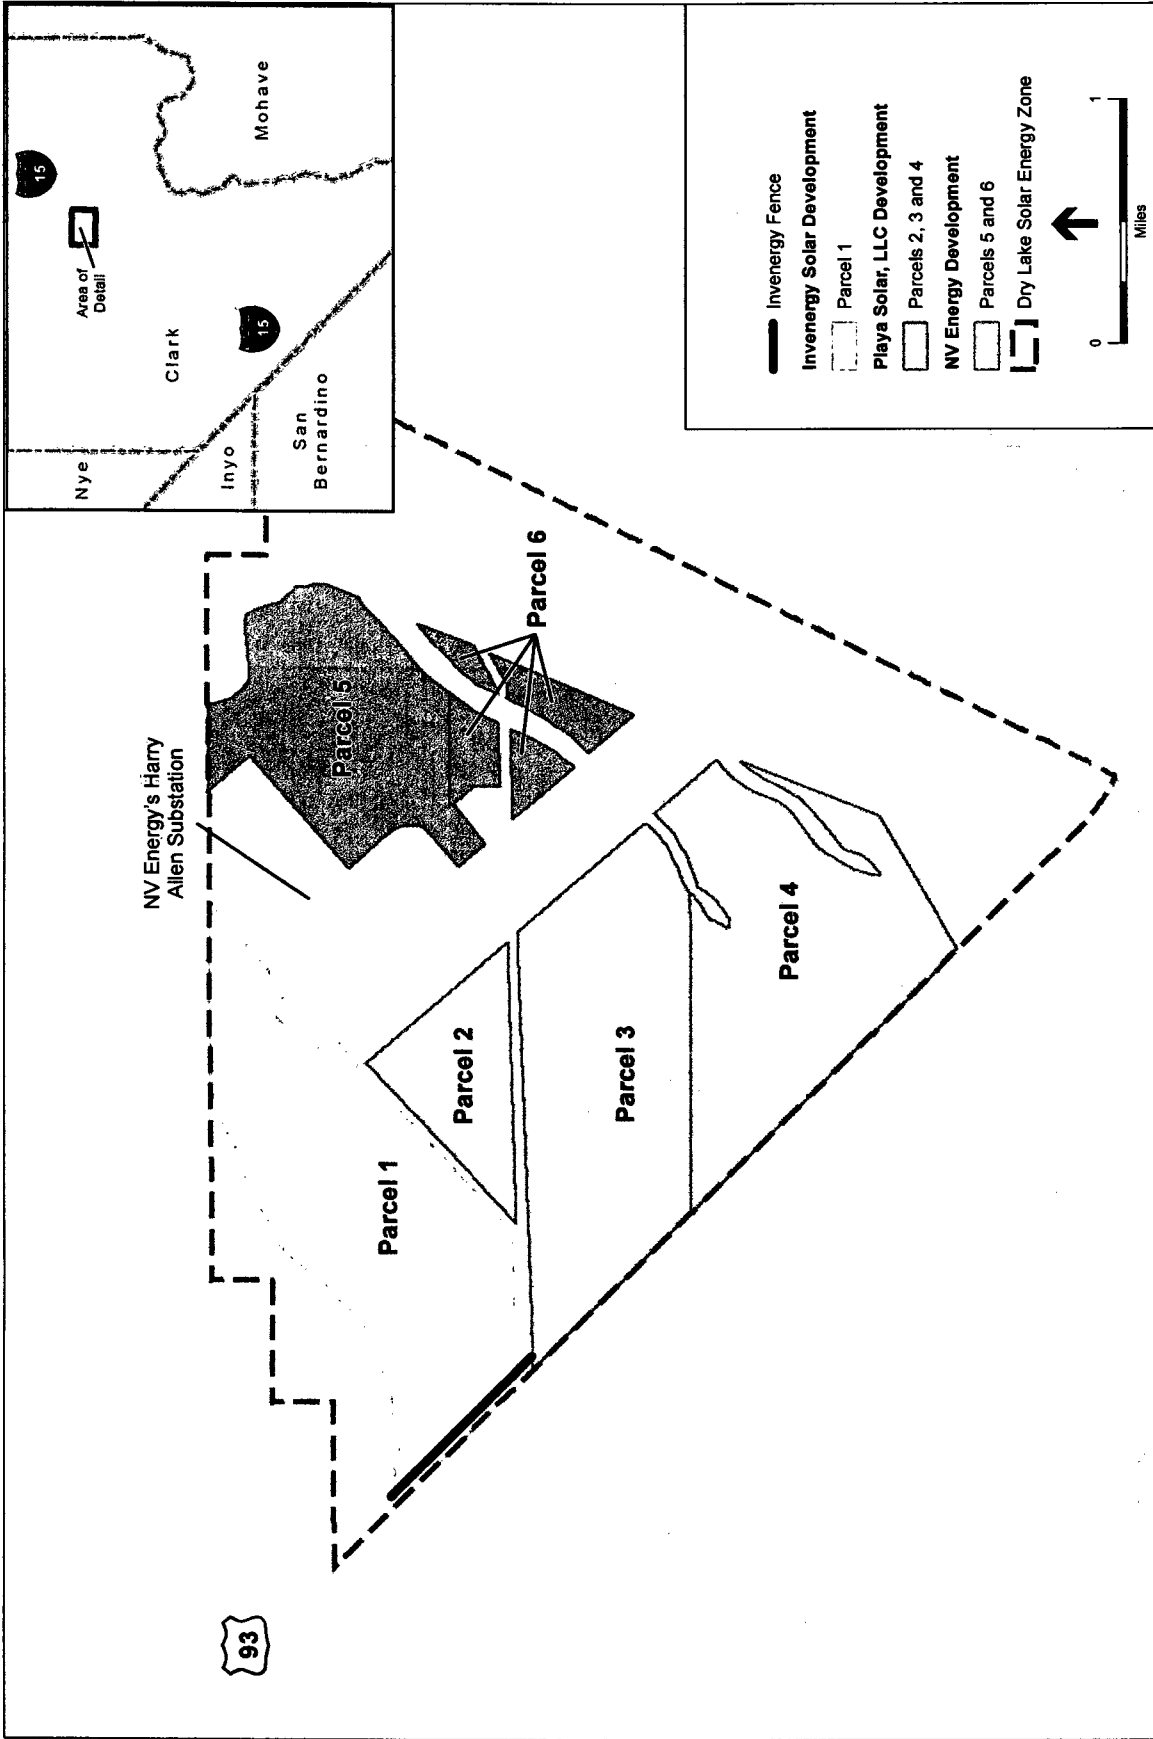 93
NV Energy's Harry
Allen Substation
Parcel 1
Parcel 2
Parcel 3
Parcel 4
Parcel 5
Parcel 6
Nye
Inyo
San
Bernardino
Clark
15
Area of
Detail
15
Mohave
Invenergy Fence
Invenergy Solar Development
Parcel 1
Playa Solar, LLC Development
Parcels 2, 3 and 4
NV Energy Development
Parcels 5 and 6
Dry Lake Solar Energy Zone
0
1
Miles